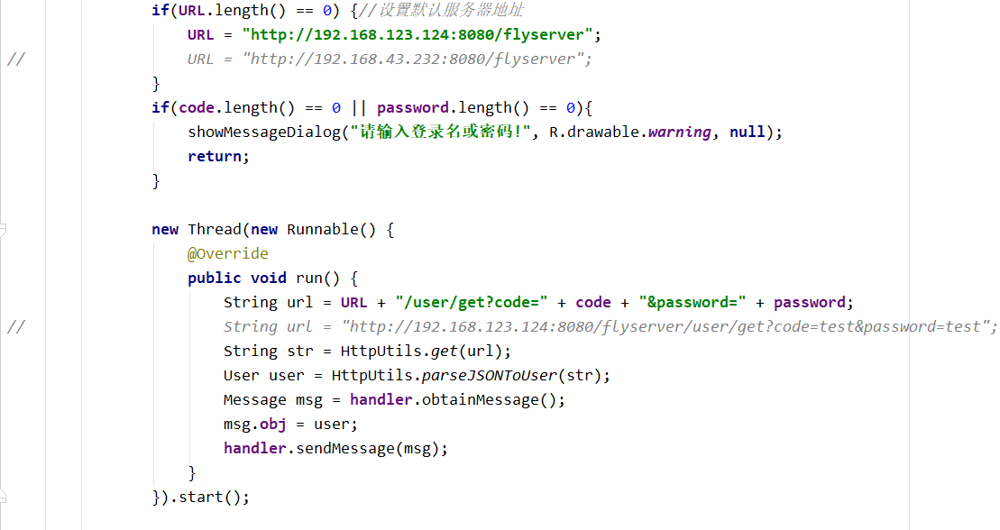 if(URL.length() == 0) {//设置默认服务器地址
URL = "http://192.168.123.124:8080/flyserver";
// URL = "http://192.168.43.232:8080/flyserver";
}
if(code.length() == 0 || password.length() == 0){
showMessageDialog("请输入登录名或密码!", R.drawable.warning, null);
return;
}
new Thread(new Runnable() {
@Override
public void run() {
String url = URL + "/user/get?code=" + code + "&password=" + password;
// String url = "http://192.168.123.124:8080/flyserver/user/get?code=test&password=test";
String str = HttpUtils.get(url);
User user = HttpUtils.parseJSONToUser(str);
Message msg = handler.obtainMessage();
msg.obj = user;
handler.sendMessage(msg);
}
}).start();